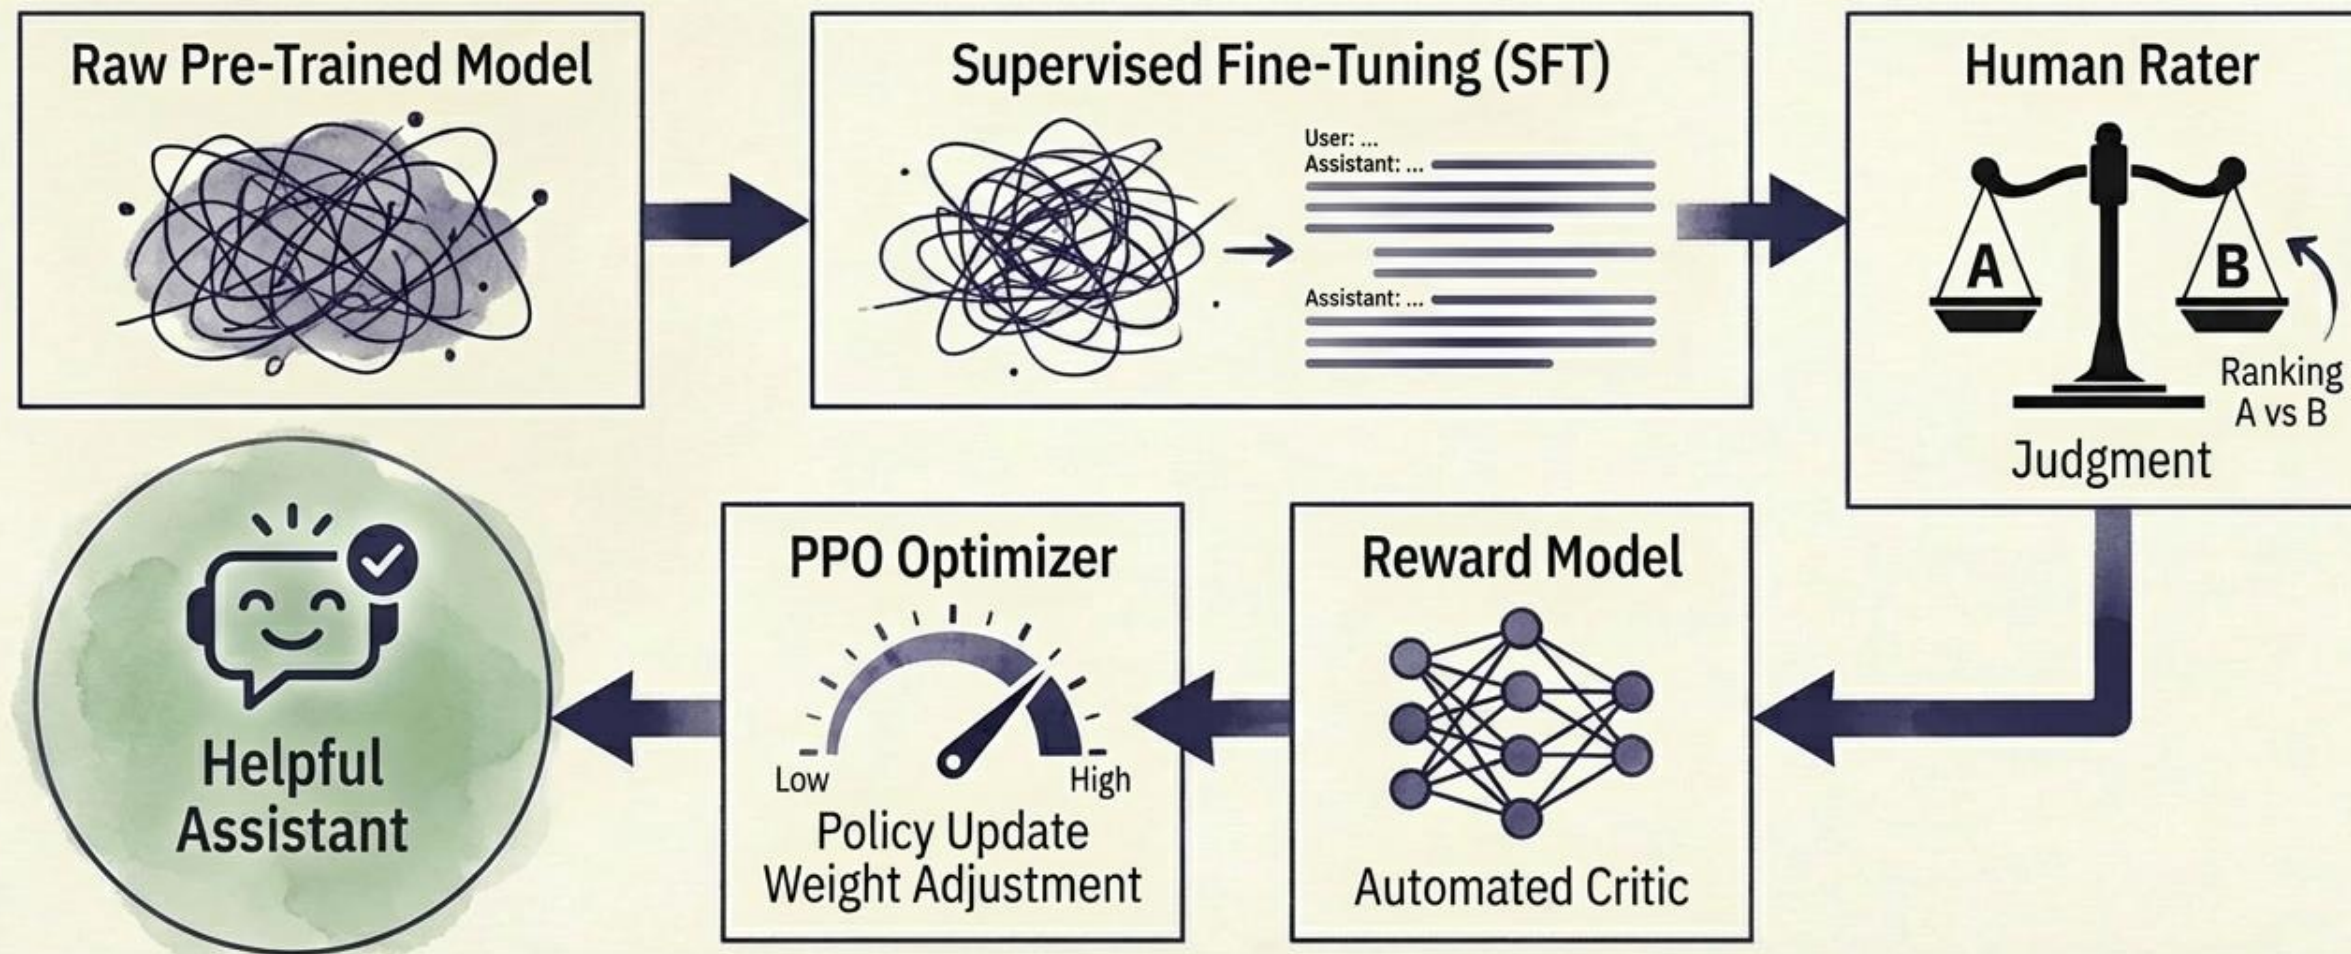 Raw Pre-Trained Model
Supervised Fine-Tuning (SFT)
User: ...
Assistant: ...
Assistant: ...
Human Rater
A
B
Ranking
A vs B
Judgment
Reward Model
Automated Critic
PPO Optimizer
Low
High
Policy Update
Weight Adjustment
Helpful
Assistant